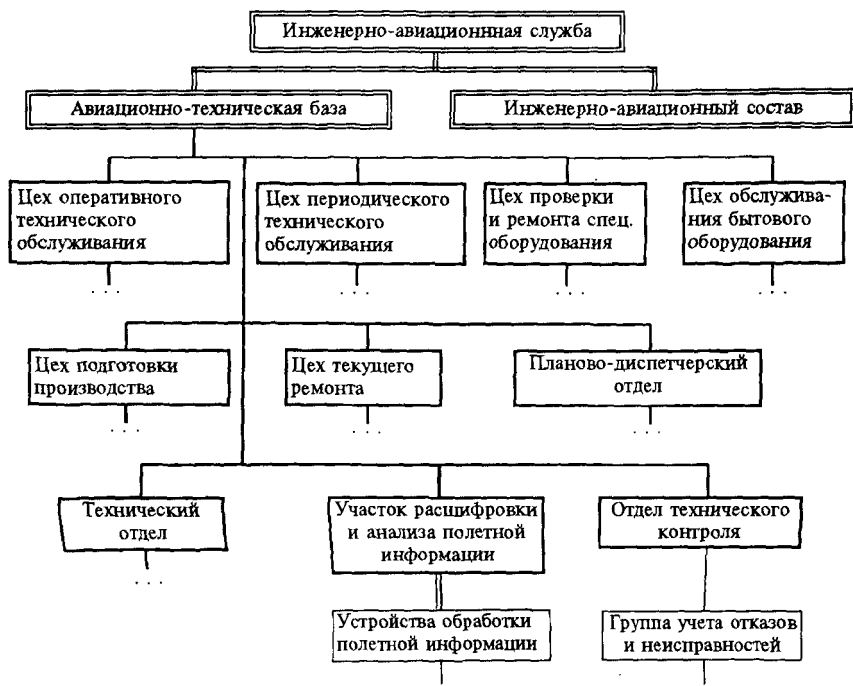 Инженерно-авиационнная служба
Авиационно-техническая база
Инженерно-авиационный состав
Цех оперативного
технического
обслуживания
Цех периодического
технического
обслуживания
Цех проверки
и ремонта спец.
оборудования
Цех обслужива-
ния бытового
оборудования
. . .
. . .
. . .
. . .
Цех подготовки
производства
Цех текущего
ремонта
Планово-диспетчерский
отдел
. . .
. . .
. . .
Технический
отдел
Участок расшифровки
и анализа полетной
информации
Отдел технического
контроля
. . .
Устройства обработки
полетной информации
Группа учета отказов
и неисправностей